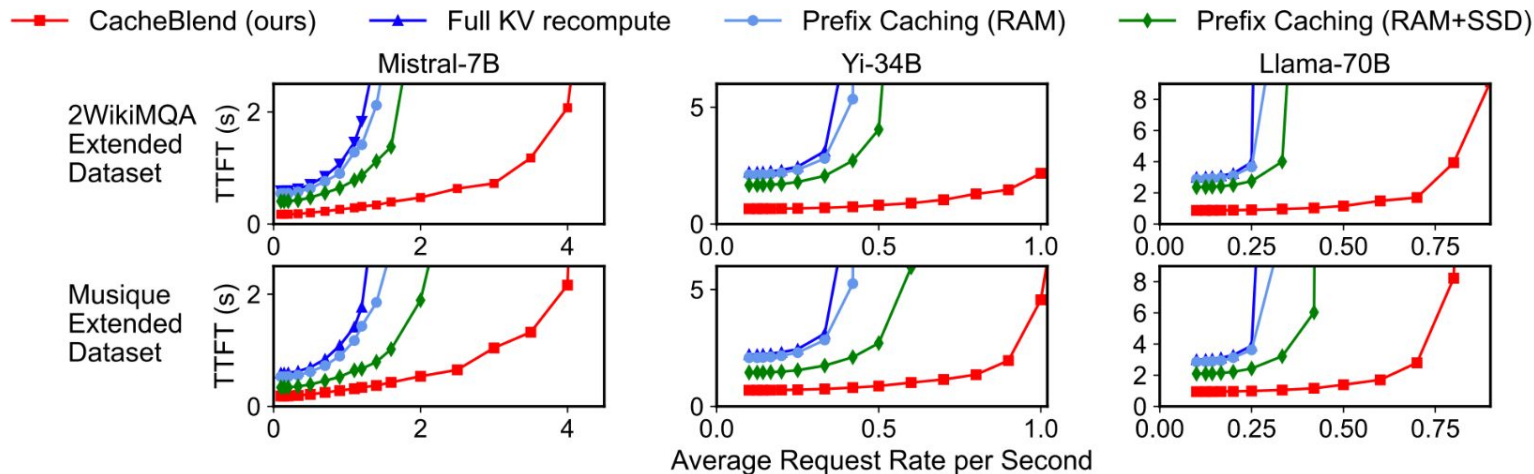 CacheBlend (ours) Full KV recompute Prefix Caching (RAM) Prefix Caching (RAM+SSD)
Mistral-7B Yi-34B Llama-70B
2WikiMQA
Extended
Dataset
TTFT (s)
2
0
0 2 4
5
0
0.0 0.5 1.0
8
6
4
2
0
0.00 0.25 0.50 0.75
Musique
Extended
Dataset
TTFT (s)
2
0
0 2 4
5
0
0.0 0.5 1.0
8
6
4
2
0
0.00 0.25 0.50 0.75
Average Request Rate per Second